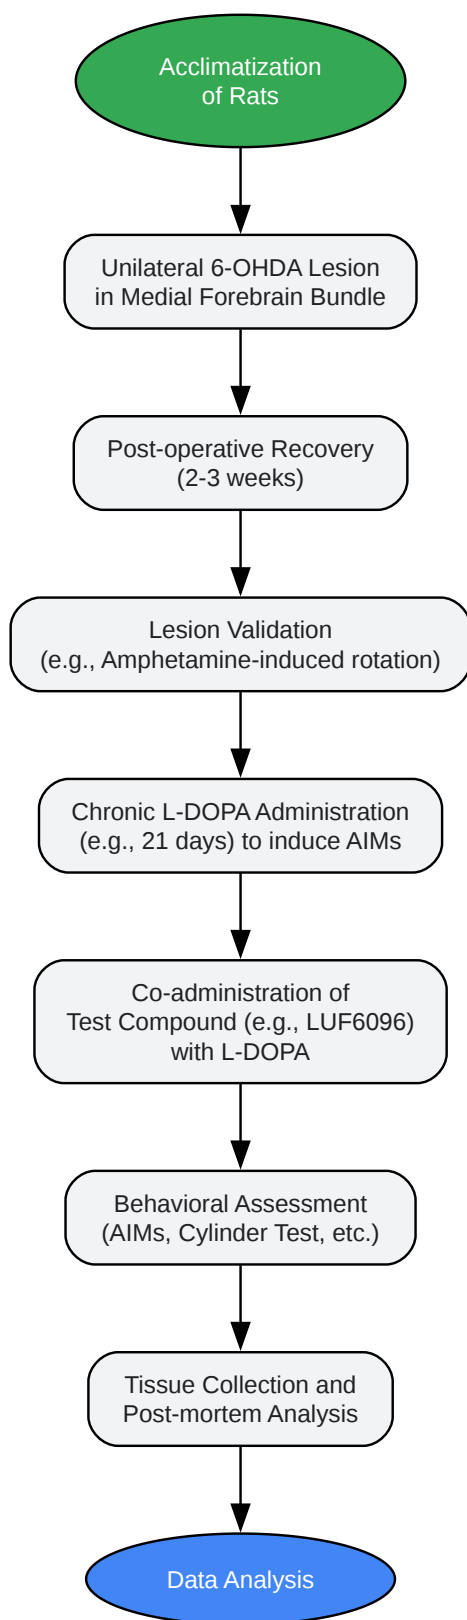 Acclimatization
of Rats
Unilateral 6-OHDA Lesion
in Medial Forebrain Bundle
Post-operative Recovery
(2-3 weeks)
Lesion Validation
(e.g., Amphetamine-induced rotation)
Chronic L-DOPA Administration
(e.g., 21 days) to induce AIMs
Co-administration of
Test Compound (e.g., LUF6096)
with L-DOPA
Behavioral Assessment
(AIMs, Cylinder Test, etc.)
Tissue Collection and
Post-mortem Analysis
Data Analysis